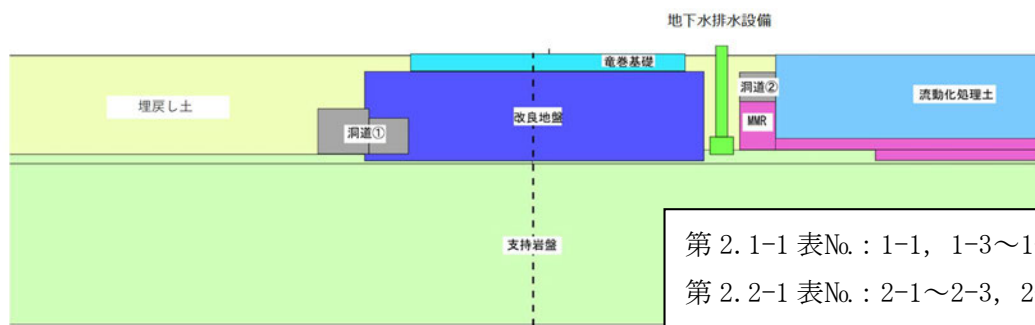 地下水排水設備
竜巻基礎
洞道②
流動化処理土
埋戻し土
改良地盤
MMR
洞道①
支持岩盤
第 2.1-1 表№.：1-1，1-3～1
第 2.2-1 表№.：2-1～2-3，2